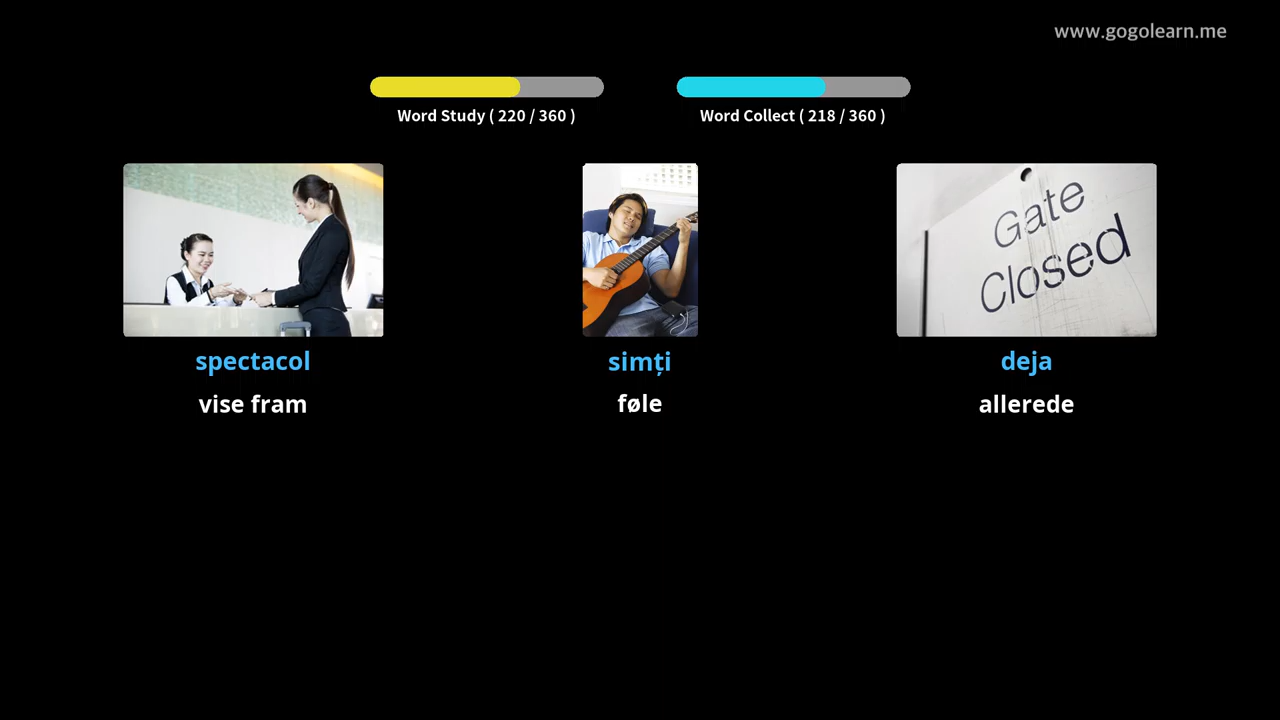 www.gogolearn.me
Word Study ( 220 / 360 )
Word Collect ( 218 / 360 )
Gate
Closed
spectacol
simți
deja
vise fram
føle
allerede